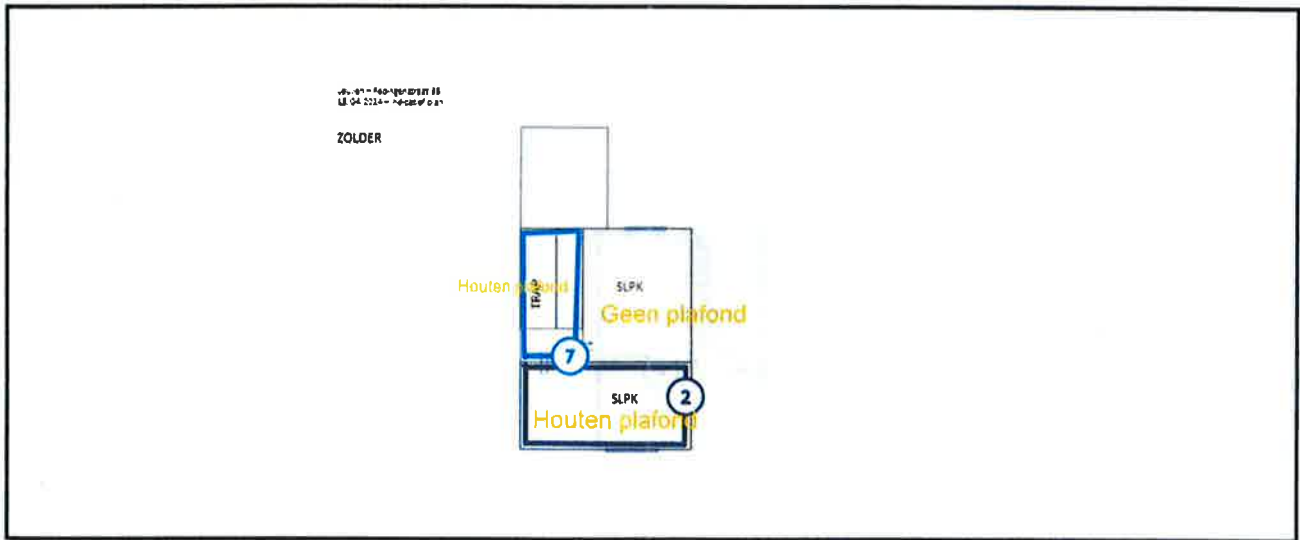 ZOLDER
Houten plafond
TRAP
SLPK
Geen plafond
7
SLPK
2
Houten plafond